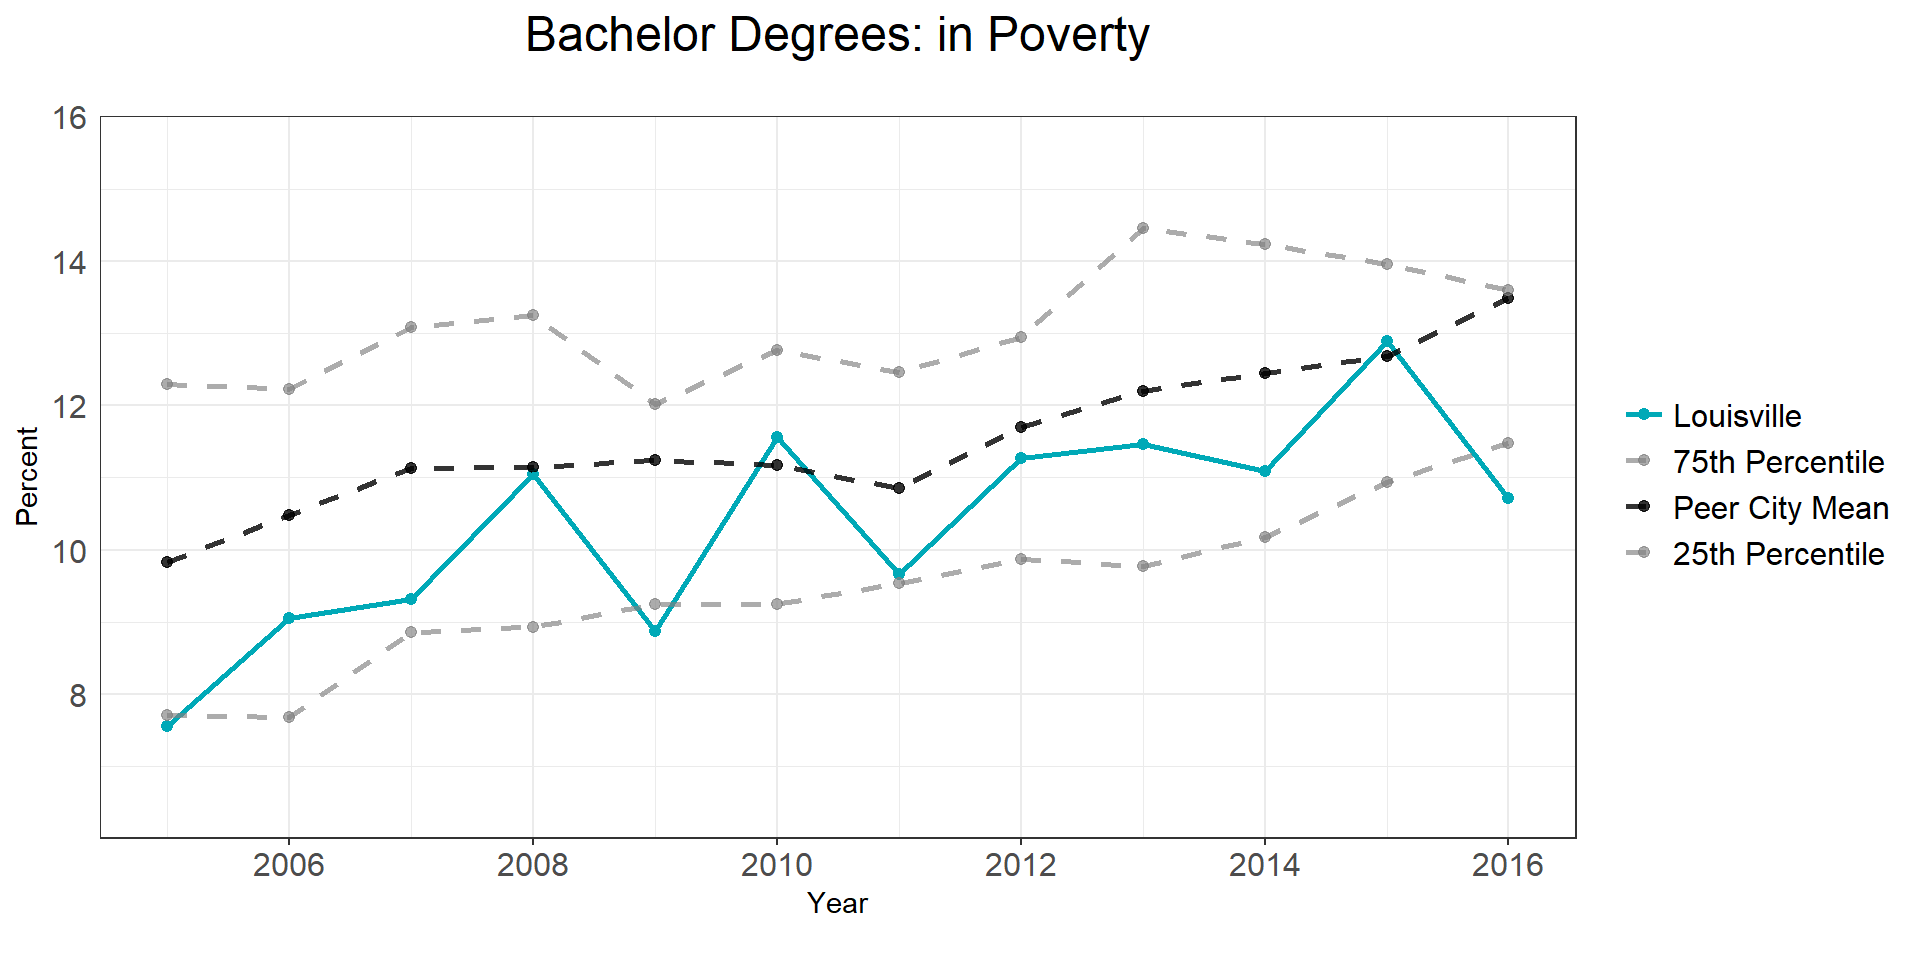 Bachelor Degrees: in Poverty
16
14
12
10
8
Percent
2006 2008 2010 2012 2014 2016
Year
Louisville
75th Percentile
Peer City Mean
25th Percentile